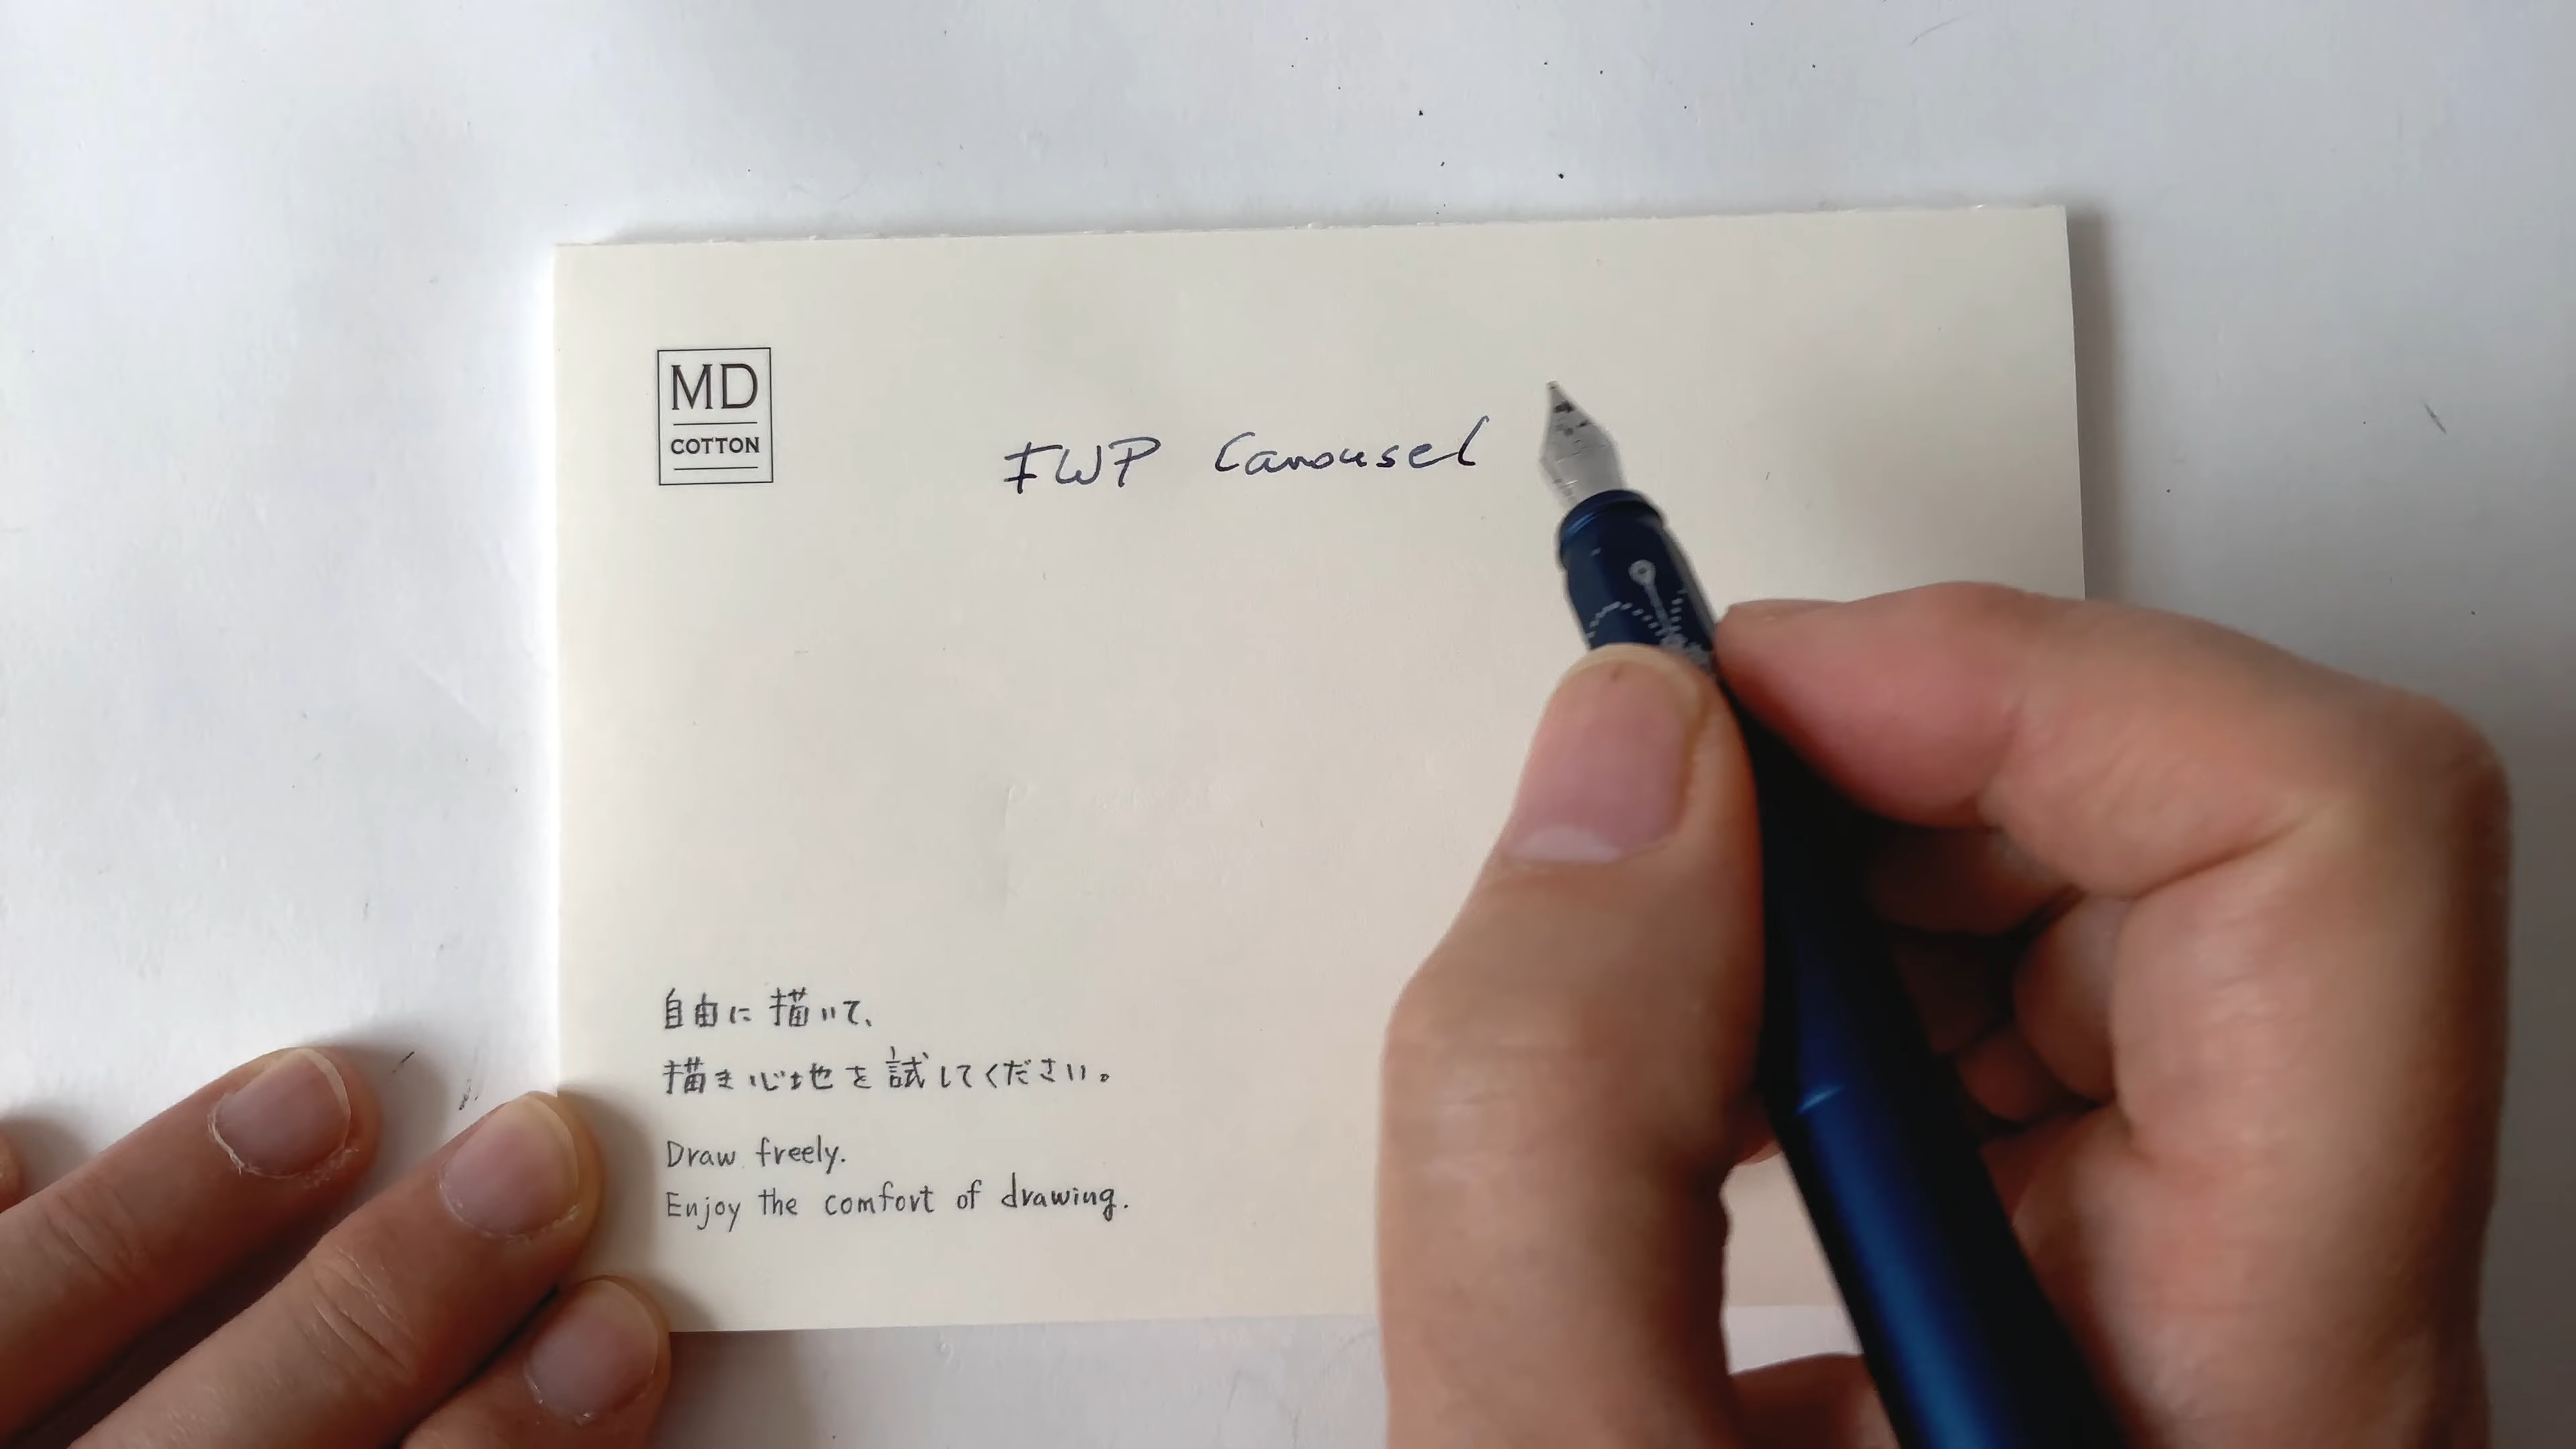 MD
COTTON
FWP Carousel
自由に描いて、
描き心地を試してください。
Draw freely.
Enjoy the comfort of drawing.